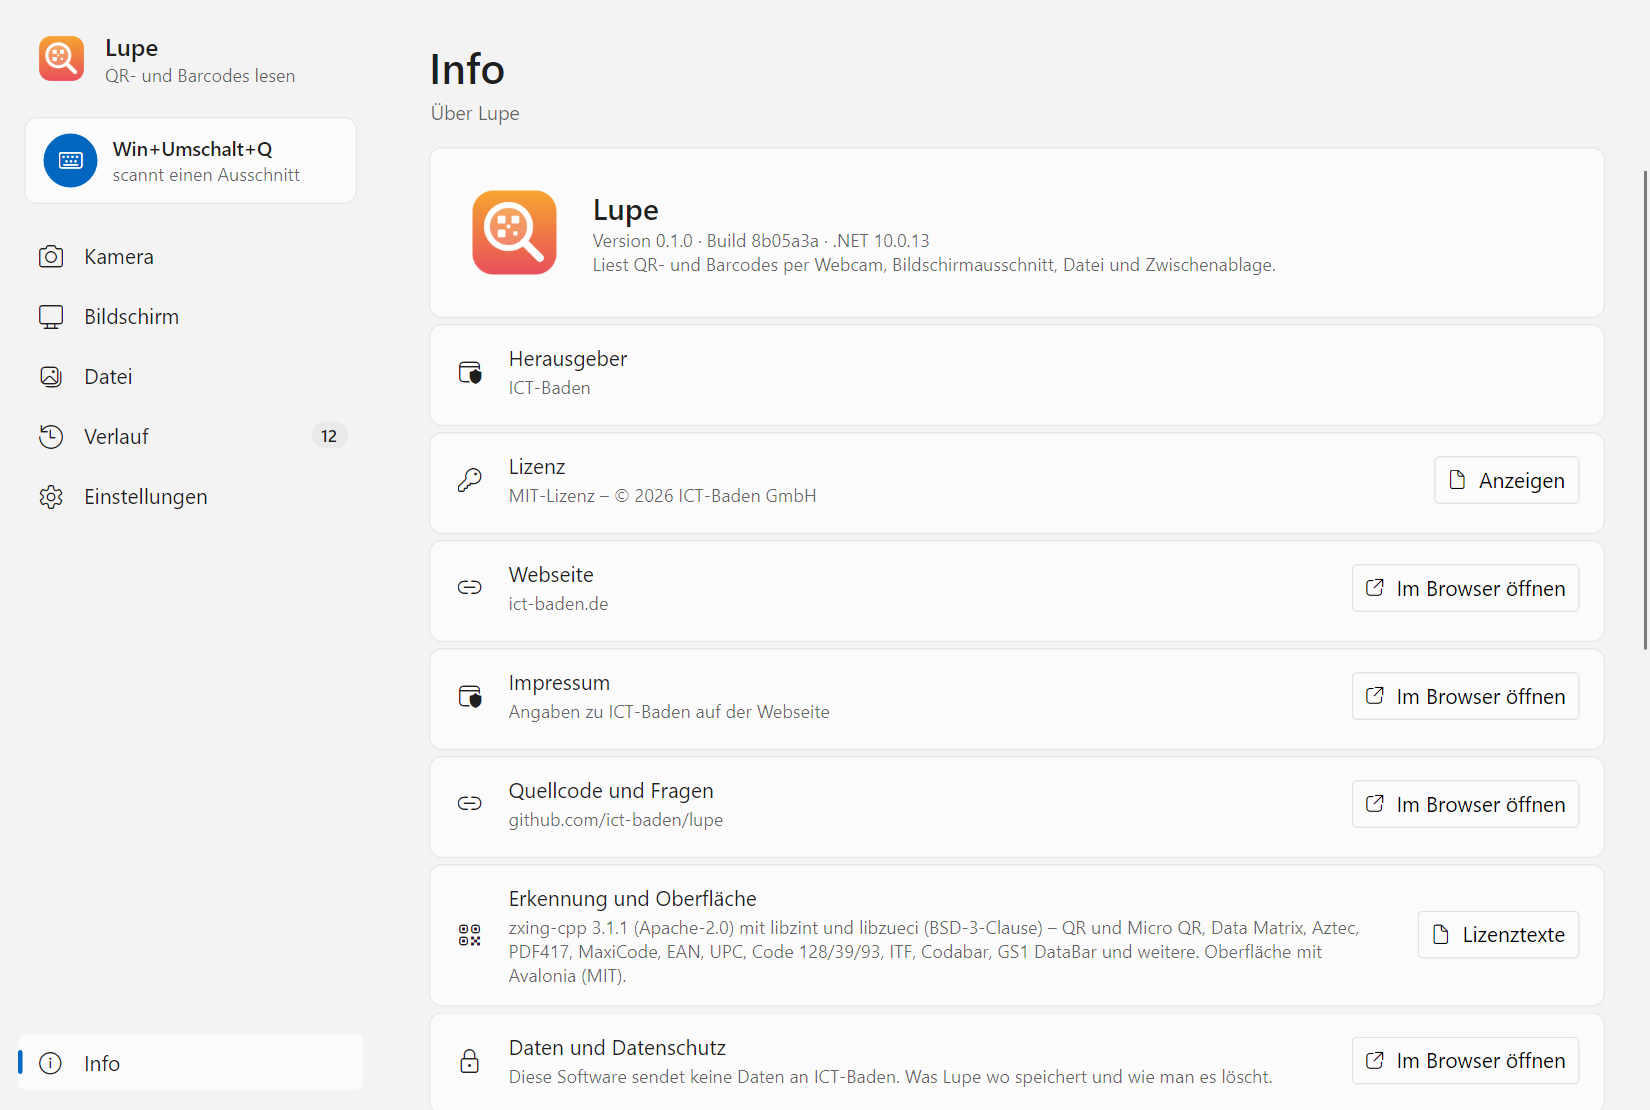 Lupe
QR- und Barcodes lesen
Win+Umschalt+Q
scannt einen Ausschnitt
Kamera
Bildschirm
Datei
Verlauf
12
Einstellungen
Info
Info
Über Lupe
Lupe
Version 0.1.0 · Build 8b05a3a · .NET 10.0.13
Liest QR- und Barcodes per Webcam, Bildschirmausschnitt, Datei und Zwischenablage.
Herausgeber
ICT-Baden
Lizenz
MIT-Lizenz – © 2026 ICT-Baden GmbH
Anzeigen
Webseite
ict-baden.de
Im Browser öffnen
Impressum
Angaben zu ICT-Baden auf der Webseite
Im Browser öffnen
Quellcode und Fragen
github.com/ict-baden/lupe
Im Browser öffnen
Erkennung und Oberfläche
zxing-cpp 3.1.1 (Apache-2.0) mit libzint und libzueci (BSD-3-Clause) – QR und Micro QR, Data Matrix, Aztec,
PDF417, MaxiCode, EAN, UPC, Code 128/39/93, ITF, Codabar, GS1 DataBar und weitere. Oberfläche mit
Avalonia (MIT).
Lizenztexte
Daten und Datenschutz
Diese Software sendet keine Daten an ICT-Baden. Was Lupe wo speichert und wie man es löscht.
Im Browser öffnen